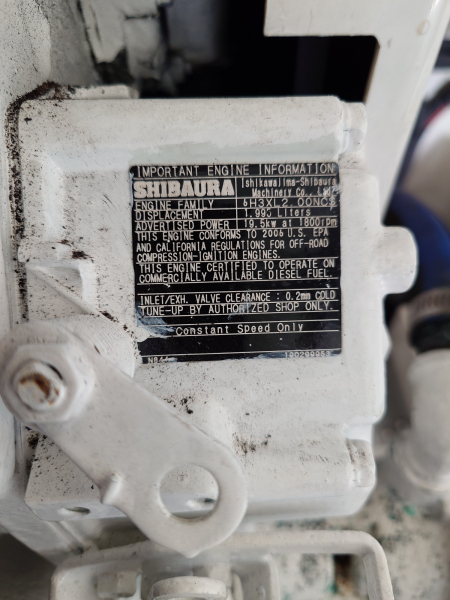 IMPORTANT ENGINE INFORMATION
SHIBAURA Ishikawajima-Shibaura
Machinery Co.,
ENGINE FAMILY
DISPLACEMENT 1.995 Liters
ADVERTISED POWER 19.5kw at 1800rpm
THIS ENGINE CONFORMS TO U.S. EPA
AND CALIFORNIA REGULATIONS FOR OFF-ROAD
COMPRESSION-IGNITION ENGINES.
THIS ENGINE CERTIFIED TO OPERATE ON
COMMERCIALLY AVAILABLE DIESEL FUEL.
INLET/EXH. VALVE CLEARANCE : 0.2mm COLD
TUNE-UP BY AUTHORIZED SHOP ONLY.
Constant Speed Only